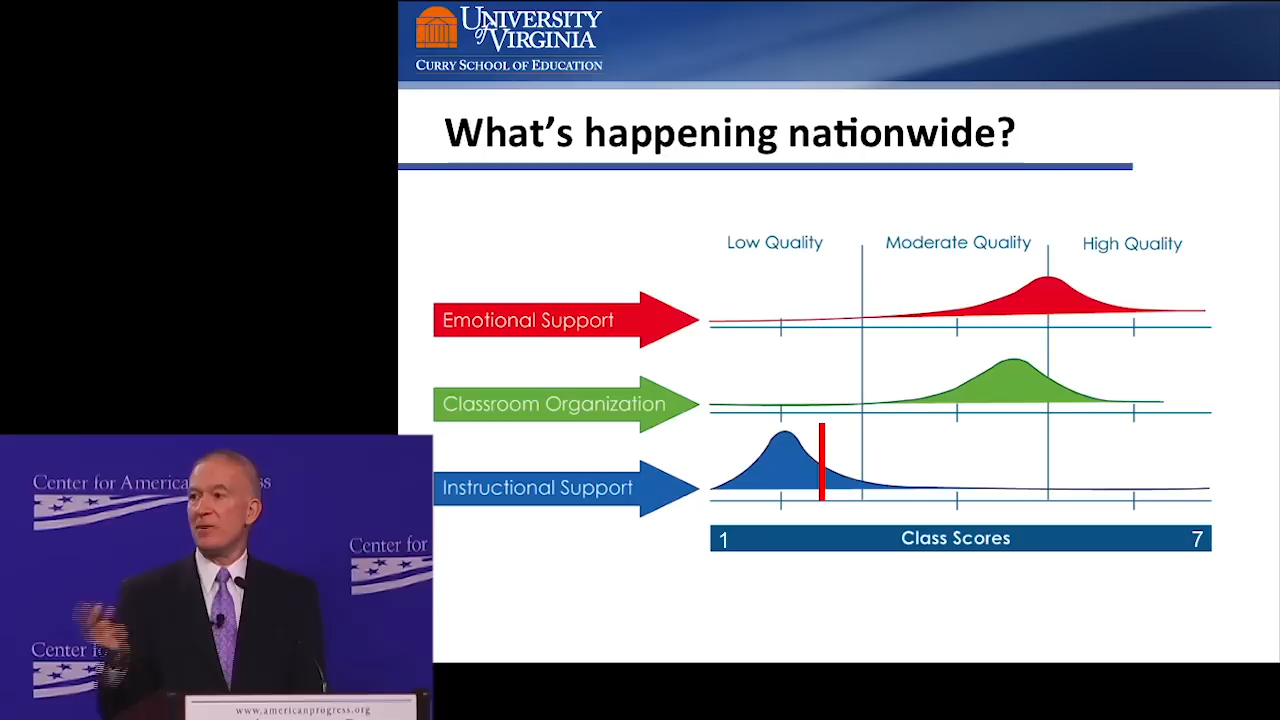 UNIVERSITY
of VIRGINIA
CURRY SCHOOL OF EDUCATION
What's happening nationwide?
Low Quality
Moderate Quality
High Quality
Emotional Support
Classroom Organization
Instructional Support
1
Class Scores
7
Center for American Progress
Center for
Center for
www.americanprogress.org